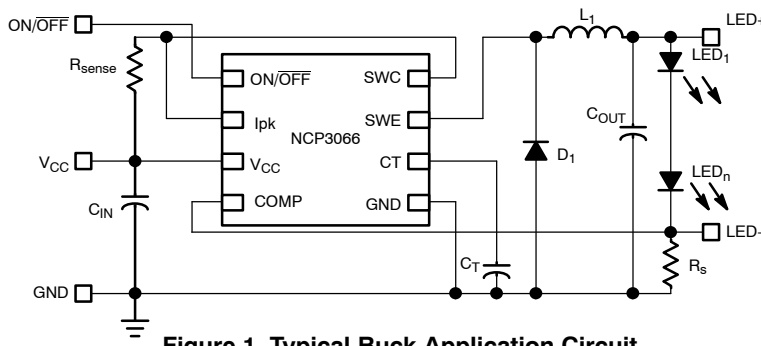 ON/OFF
L1
LED+
Rsense
ON/OFF
SWC
LED1
Ipk
SWE
COUT
NCP3066
VCC
VCC
CT
D1
LEDn
COMP
GND
CIN
LED-
CT
Rs
GND
Figure 1. Typical Buck Application Circuit